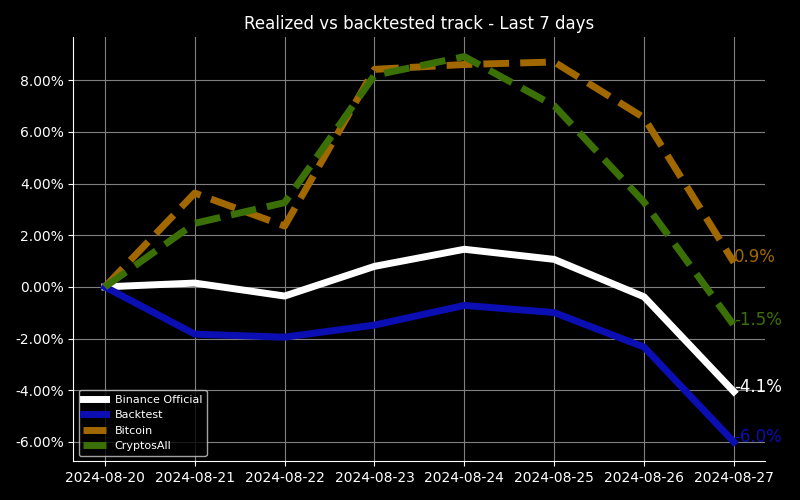 Realized vs backtested track - Last 7 days
8.00%
6.00%
4.00%
2.00%
0.00%
-2.00%
-4.00%
-6.00%
0.9%
-1.5%
-4.1%
-6.0%
Binance Official
Backtest
Bitcoin
CryptosAll
2024-08-20 2024-08-21 2024-08-22 2024-08-23 2024-08-24 2024-08-25 2024-08-26 2024-08-27